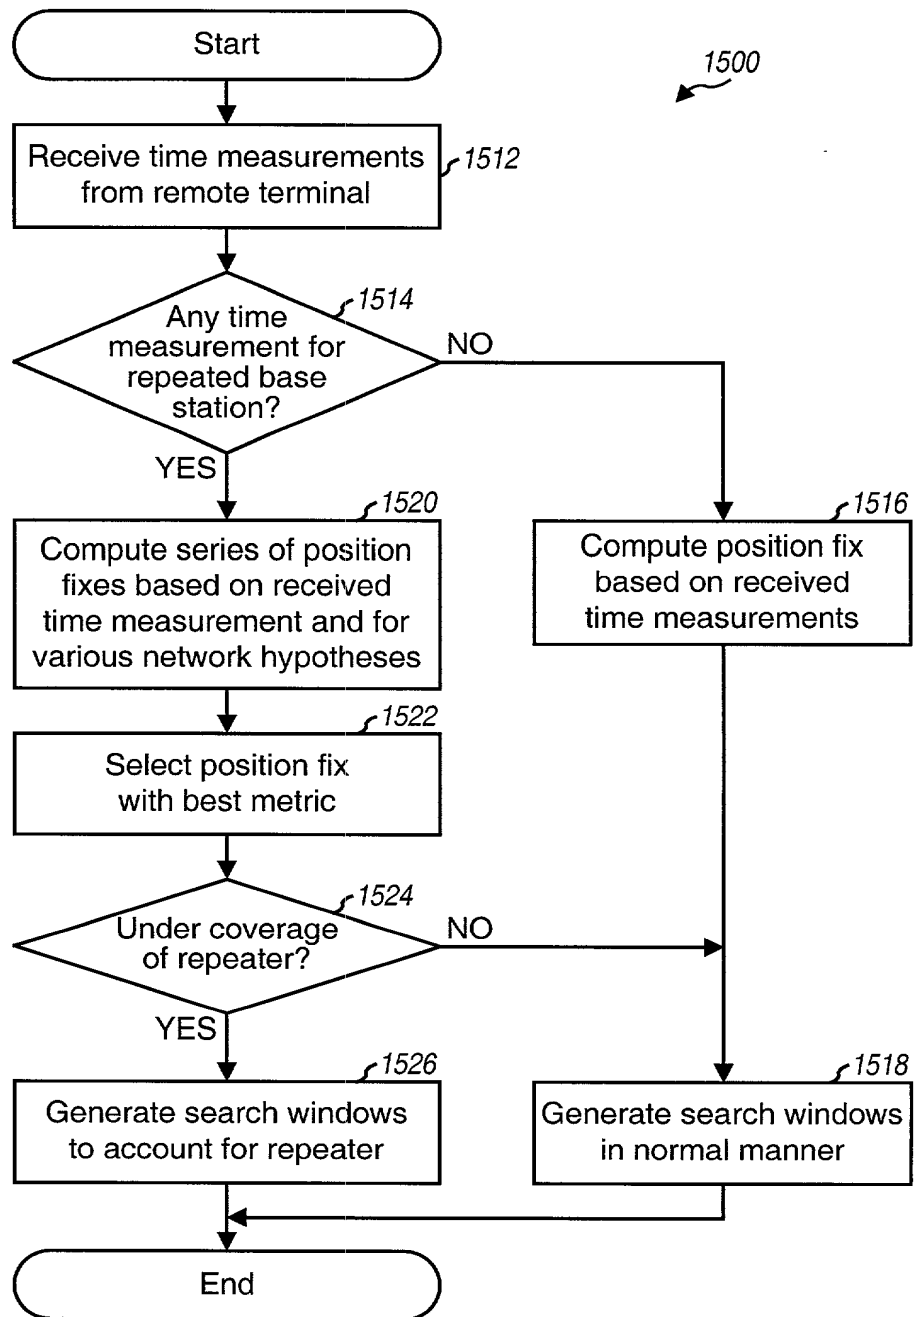 Start
1500
Receive time measurements
from remote terminal
1512
1514
Any time
measurement for
repeated base
station?
NO
YES
1520
Compute series of position
fixes based on received
time measurement and for
various network hypotheses
1516
Compute position fix
based on received
time measurements
1522
Select position fix
with best metric
1524
Under coverage
of repeater?
NO
YES
1526
Generate search windows
to account for repeater
1518
Generate search windows
in normal manner
End